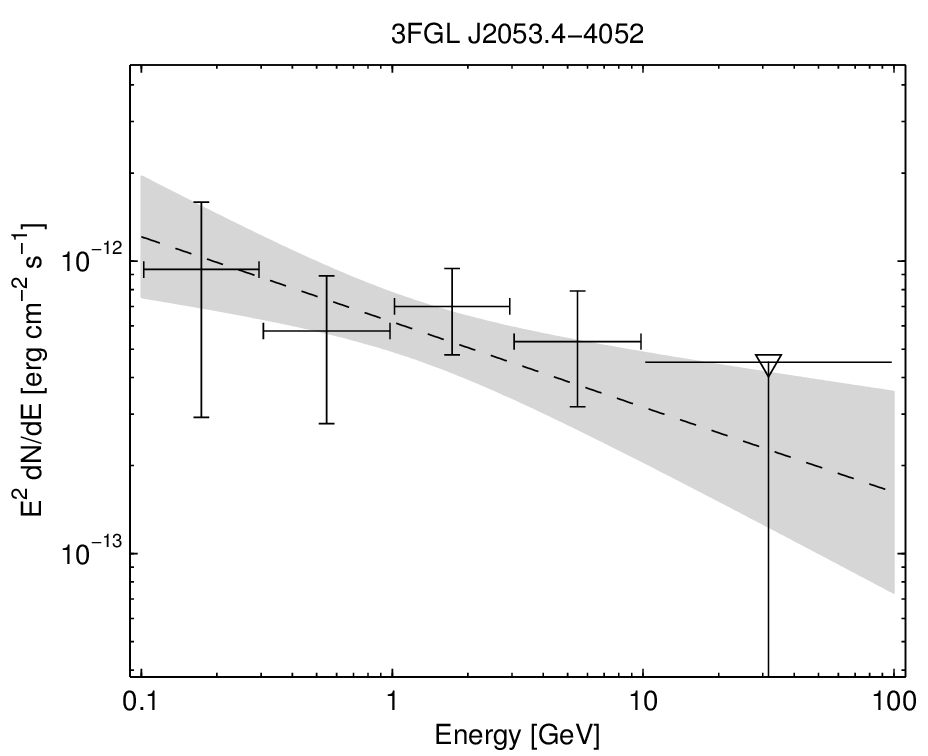 3FGL J2053.4−4052
E² dN/dE [erg cm⁻² s⁻¹]
10⁻¹²
10⁻¹³
0.1 1 10 100
Energy [GeV]